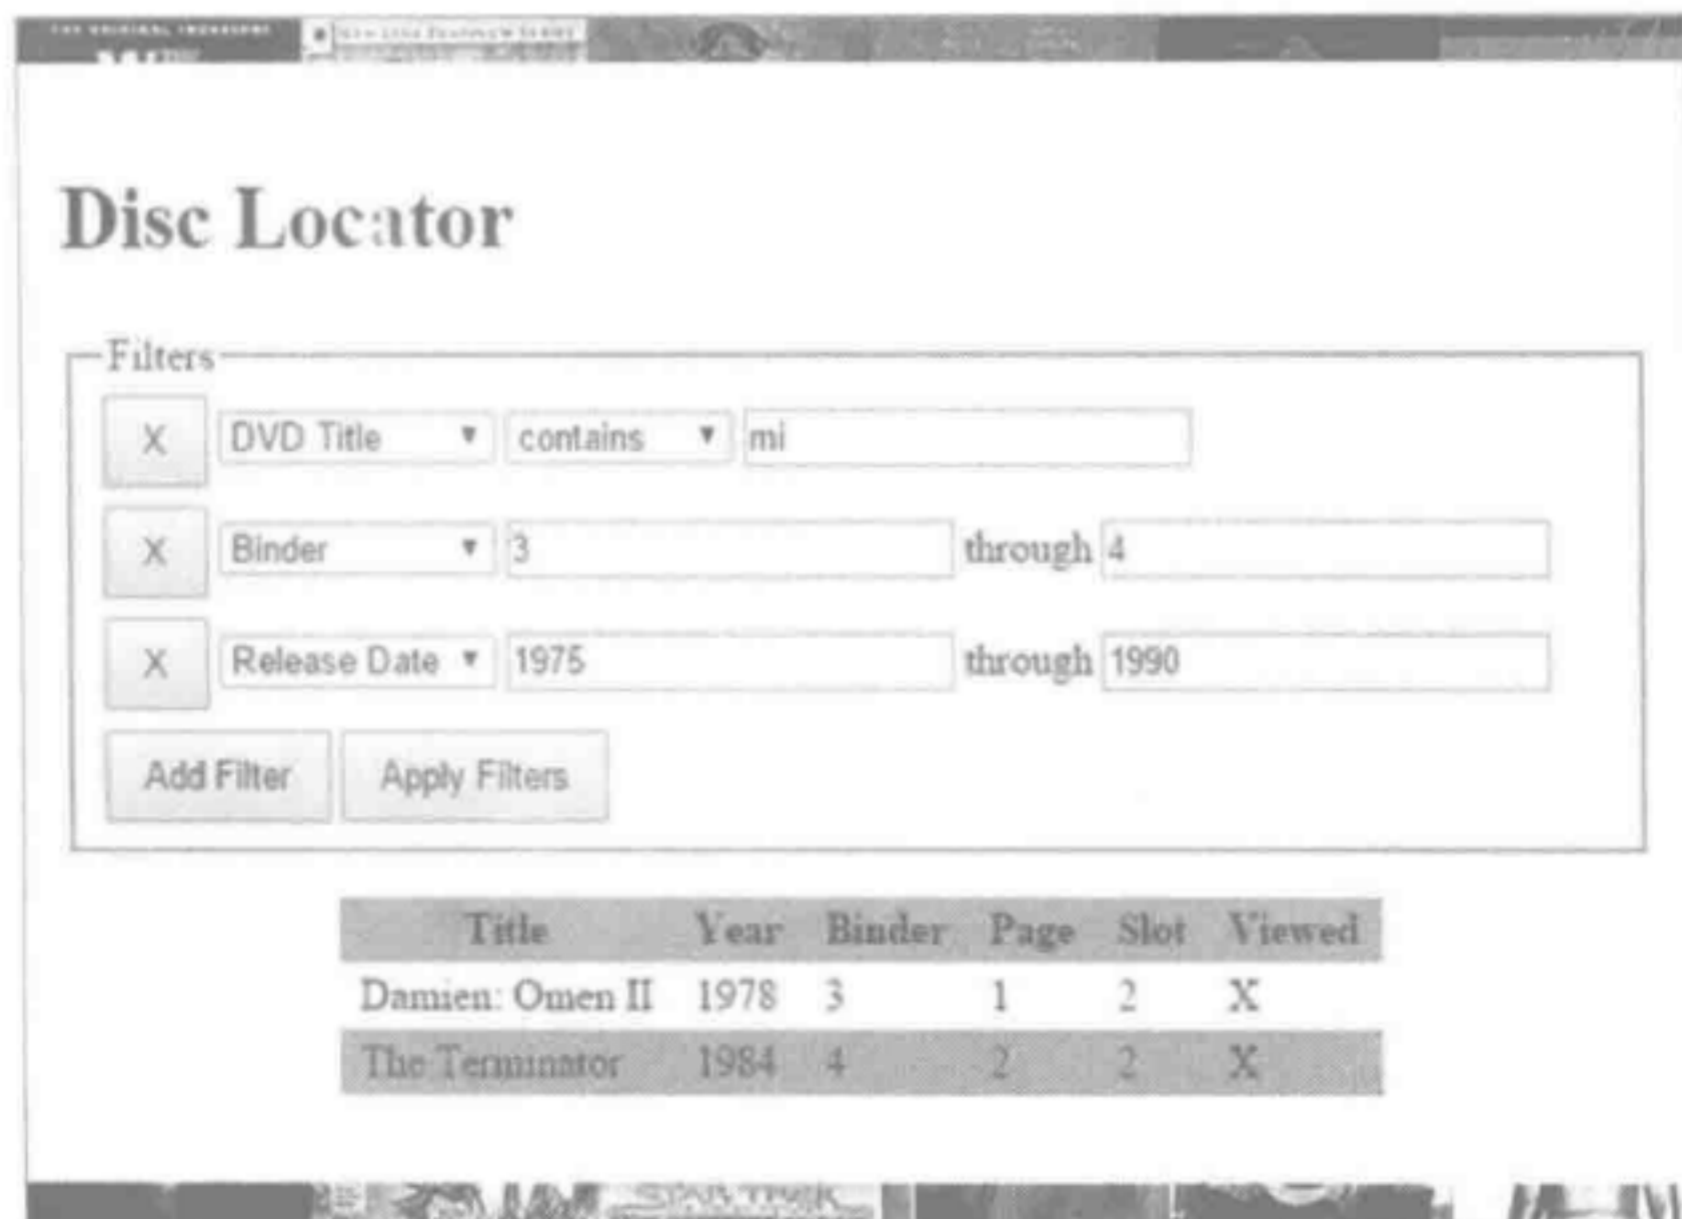 Disc Locator
Filters
X DVD Title ▼ contains ▼ mi
X Binder ▼ 3 through 4
X Release Date ▼ 1975 through 1990
Add Filter Apply Filters
Title Year Binder Page Slot Viewed
Damien: Omen II 1978 3 1 2 X
The Terminator 1984 4 2 2 X
STAR TREK